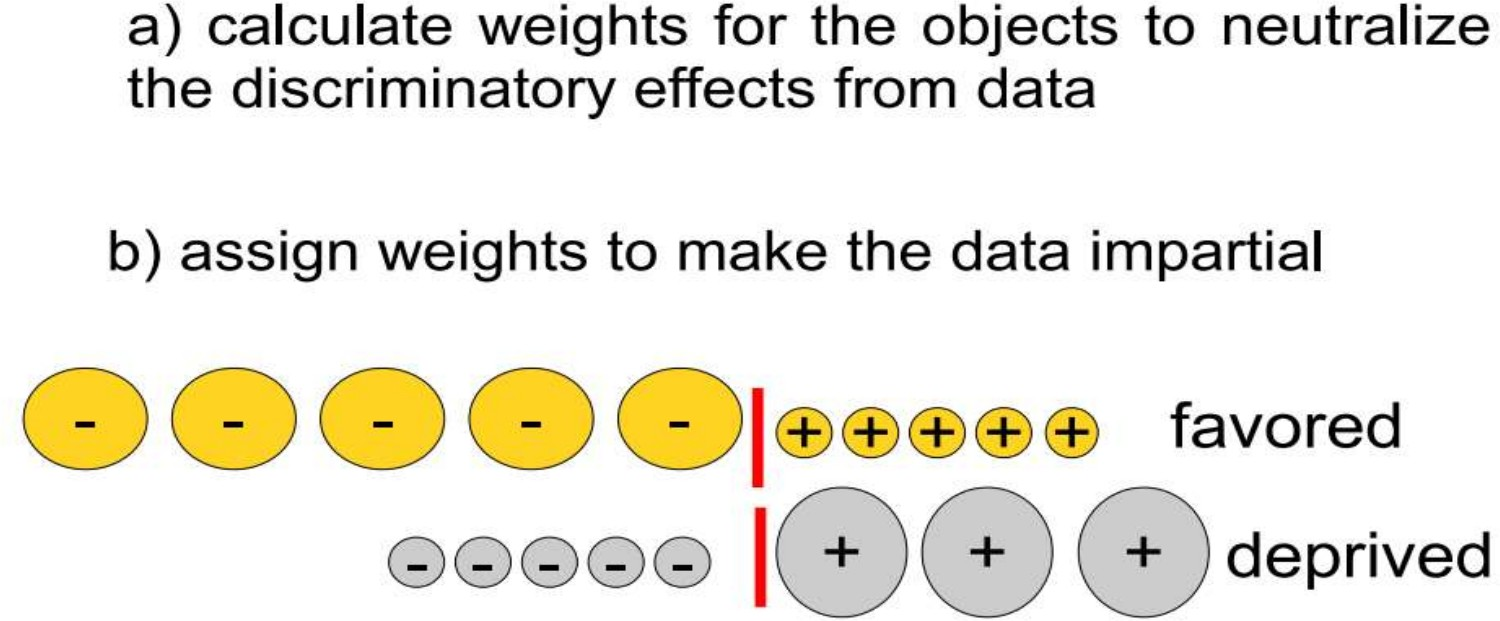 a) calculate weights for the objects to neutralize
the discriminatory effects from data
b) assign weights to make the data impartial
- - - - - + + + + + favored
- - - - - + + + deprived